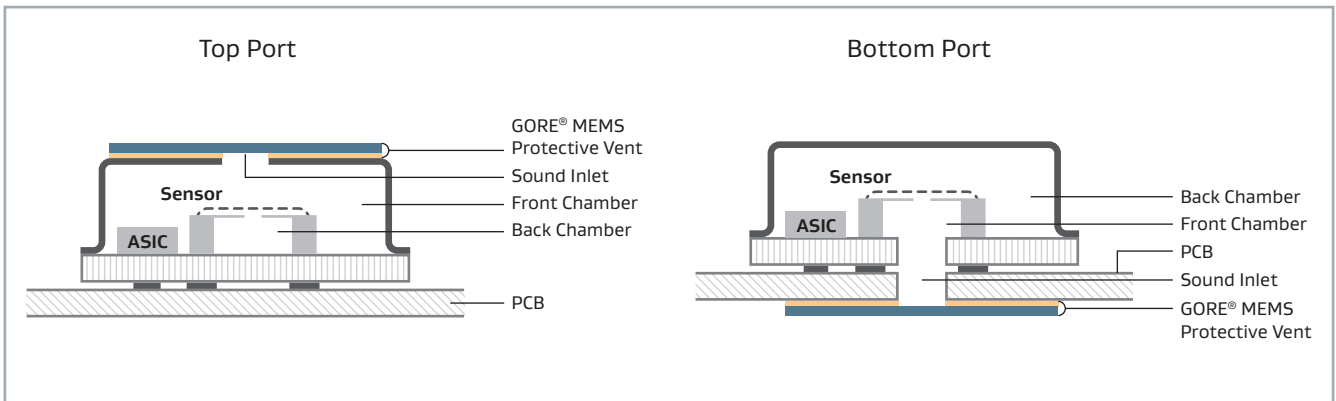 Top Port
GORE® MEMS
Protective Vent
Sound Inlet
Sensor
Front Chamber
Back Chamber
ASIC
PCB
Bottom Port
Sensor
Back Chamber
ASIC
Front Chamber
PCB
Sound Inlet
GORE® MEMS
Protective Vent